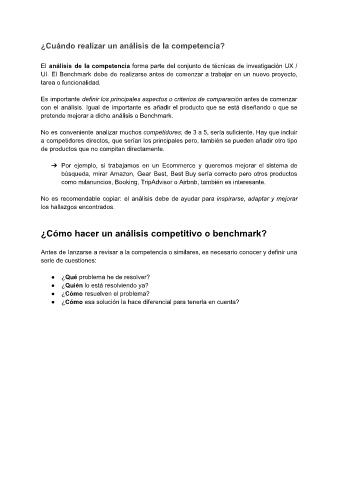 ¿Cuándo realizar un análisis de la competencia?
El análisis de la competencia forma parte del conjunto de técnicas de investigación UX /
UI. El Benchmark debe de realizarse antes de comenzar a trabajar en un nuevo proyecto,
tarea o funcionalidad.
Es importante definir los principales aspectos o criterios de comparación antes de comenzar
con el análisis. Igual de importante es añadir el producto que se está diseñando o que se
pretende mejorar a dicho análisis o Benchmark.
No es conveniente analizar muchos competidores, de 3 a 5, sería suficiente. Hay que incluir
a competidores directos, que serían los principales pero, también se pueden añadir otro tipo
de productos que no compitan directamente.
➔ Por ejemplo, si trabajamos en un Ecommerce y queremos mejorar el sistema de
búsqueda, mirar Amazon, Gear Best, Best Buy sería correcto pero otros productos
como milanuncios, Booking, TripAdvisor o Airbnb, también es interesante.
No es recomendable copiar: el análisis debe de ayudar para inspirarse, adaptar y mejorar
los hallazgos encontrados.
¿Cómo hacer un análisis competitivo o benchmark?
Antes de lanzarse a revisar a la competencia o similares, es necesario conocer y definir una
serie de cuestiones:
● ¿Qué problema he de resolver?
● ¿Quién lo está resolviendo ya?
● ¿Cómo resuelven el problema?
● ¿Cómo esa solución la hace diferencial para tenerla en cuenta?